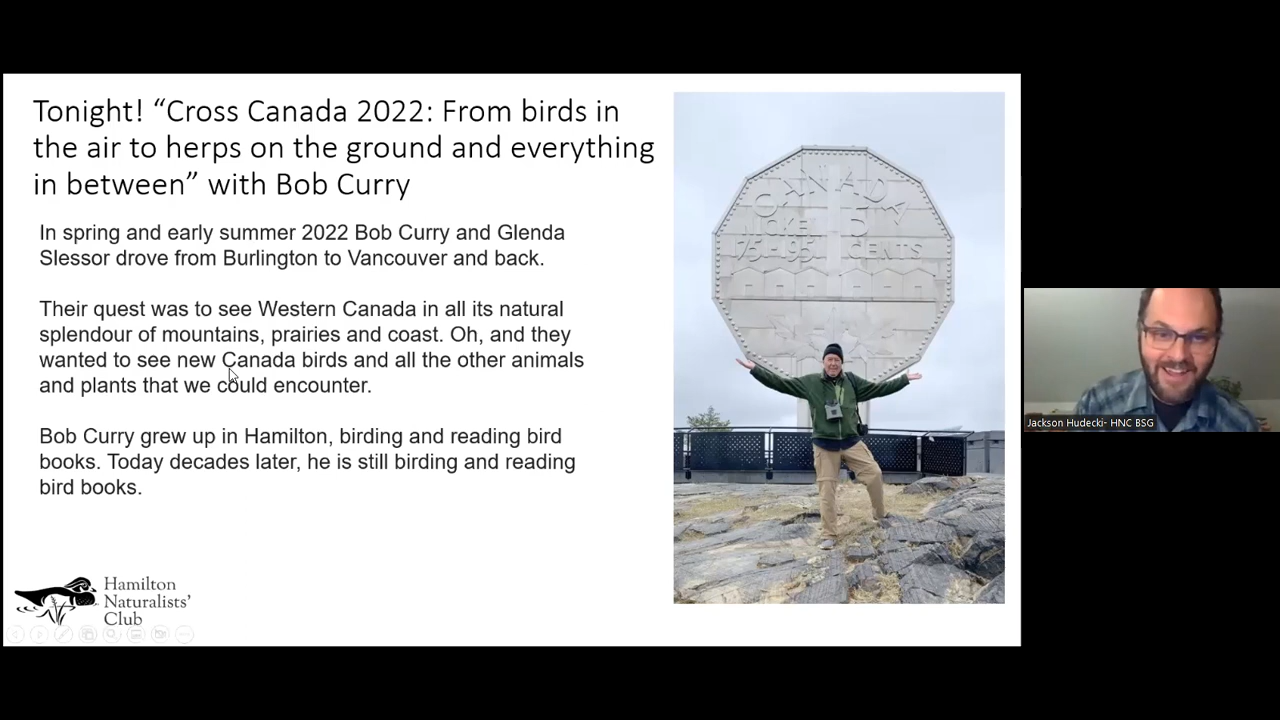 Tonight! “Cross Canada 2022: From birds in
the air to herps on the ground and everything
in between” with Bob Curry
In spring and early summer 2022 Bob Curry and Glenda
Slessor drove from Burlington to Vancouver and back.
Their quest was to see Western Canada in all its natural
splendour of mountains, prairies and coast. Oh, and they
wanted to see new Canada birds and all the other animals
and plants that we could encounter.
Bob Curry grew up in Hamilton, birding and reading bird
books. Today decades later, he is still birding and reading
bird books.
Hamilton
Naturalists’
Club
CANADA
CENTS
Jackson Hudecki- HNC BSG